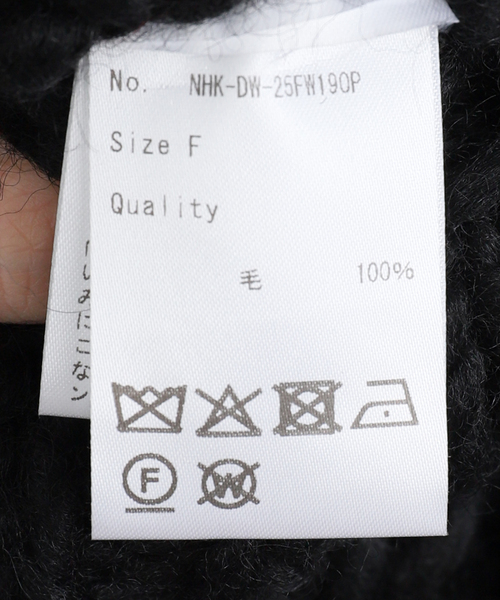 No. NHK-DW-25FW190P
Size F
Quality
毛 100%
F
W